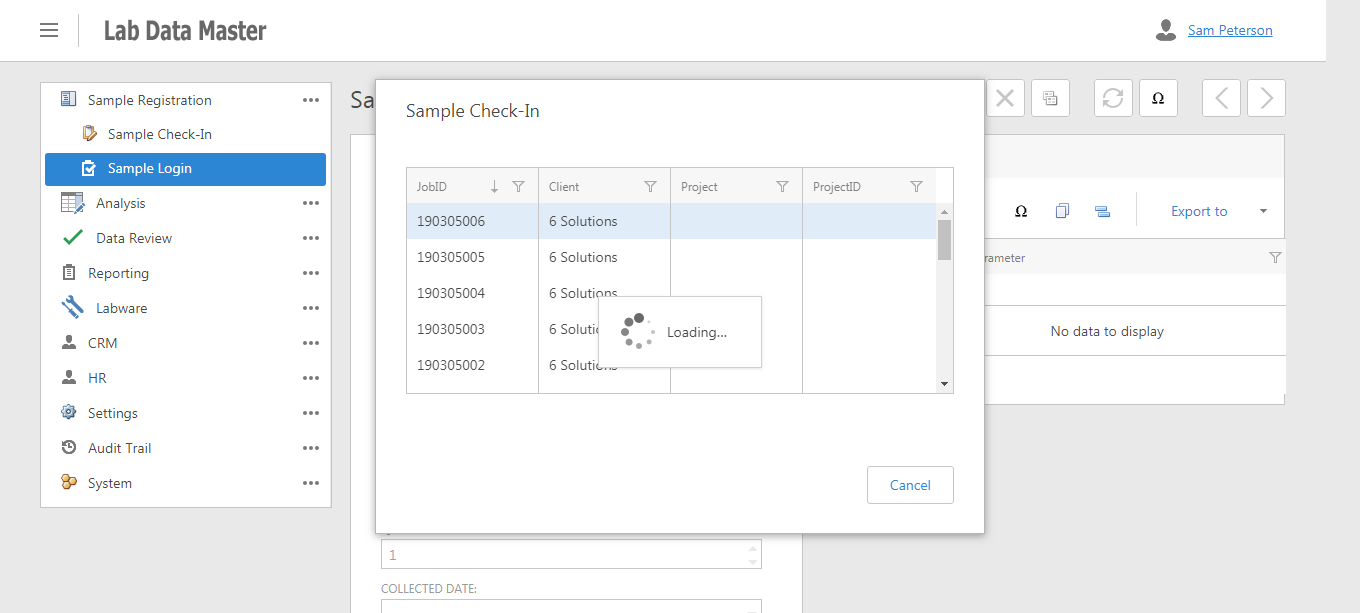 Lab Data Master
Sam Peterson
Sample Registration
Sample Check-In
Sample Login
Analysis
Data Review
Reporting
Labware
CRM
HR
Settings
Audit Trail
System
Sa
Sample Check-In
JobID Client Project ProjectID
190305006 6 Solutions
190305005 6 Solutions
190305004 6 Solutions
190305003 6 Solutio
190305002 6 Solutions
Loading...
Cancel
Ω
Ω Export to
rameter
No data to display
1
COLLECTED DATE: